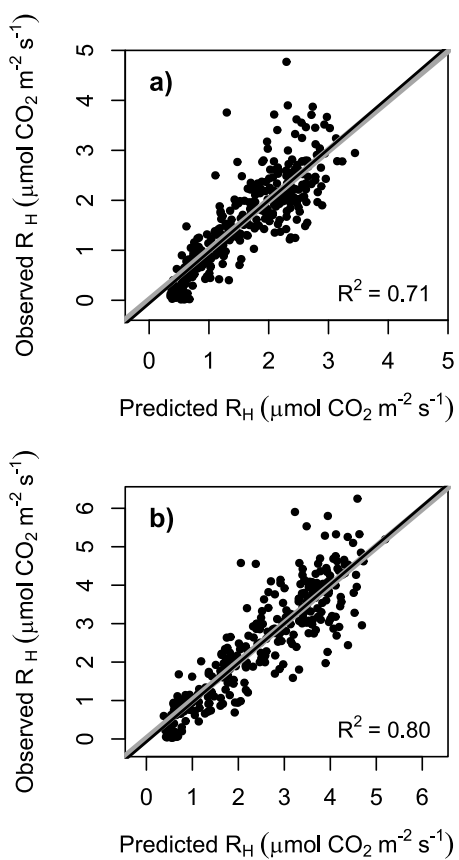 a)
5
4
3
2
1
0
Observed R_H (μmol CO₂ m⁻² s⁻¹)
R² = 0.71
0 1 2 3 4 5
Predicted R_H (μmol CO₂ m⁻² s⁻¹)
b)
6
5
4
3
2
1
0
Observed R_H (μmol CO₂ m⁻² s⁻¹)
R² = 0.80
0 1 2 3 4 5 6
Predicted R_H (μmol CO₂ m⁻² s⁻¹)